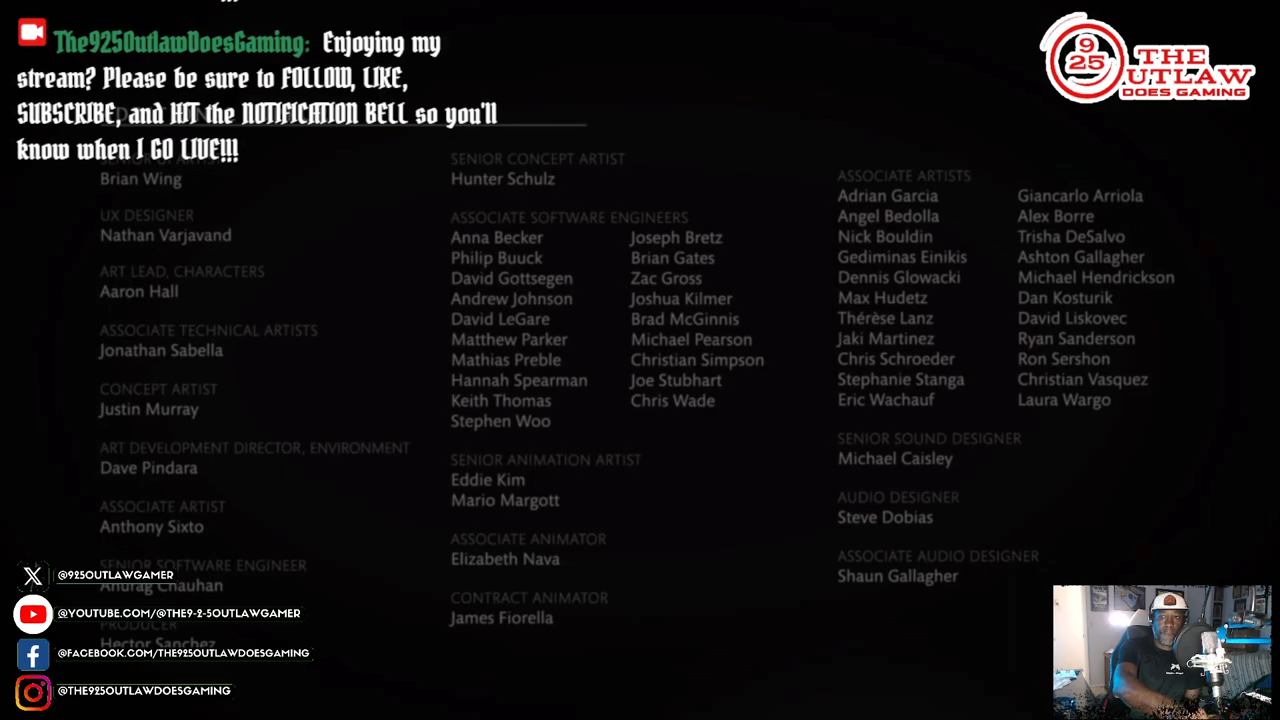 The925OutlawDoesGaming: Enjoying my
stream? Please be sure to FOLLOW, LIKE,
SUBSCRIBE, and HIT the NOTIFICATION BELL so you'll
know when I GO LIVE!!!
9
25
THE
OUTLAW
DOES GAMING
Brian Wing
UX DESIGNER
Nathan Varjavand
ART LEAD, CHARACTERS
Aaron Hall
ASSOCIATE TECHNICAL ARTISTS
Jonathan Sabella
CONCEPT ARTIST
Justin Murray
ART DEVELOPMENT DIRECTOR, ENVIRONMENT
Dave Pindara
ASSOCIATE ARTIST
Anthony Sixto
SENIOR SOFTWARE ENGINEER
Anurag Chauhan
PRODUCER
Hector Sanchez
SENIOR CONCEPT ARTIST
Hunter Schulz
ASSOCIATE SOFTWARE ENGINEERS
Anna Becker Joseph Bretz
Philip Buuck Brian Gates
David Gottsegen Zac Gross
Andrew Johnson Joshua Kilmer
David LeGare Brad McGinnis
Matthew Parker Michael Pearson
Mathias Preble Christian Simpson
Hannah Spearman Joe Stubhart
Keith Thomas Chris Wade
Stephen Woo
SENIOR ANIMATION ARTIST
Eddie Kim
Mario Margott
ASSOCIATE ANIMATOR
Elizabeth Nava
CONTRACT ANIMATOR
James Fiorella
ASSOCIATE ARTISTS
Adrian Garcia Giancarlo Arriola
Angel Bedolla Alex Borre
Nick Bouldin Trisha DeSalvo
Gediminas Einikis Ashton Gallagher
Dennis Glowacki Michael Hendrickson
Max Hudetz Dan Kosturik
Thérèse Lanz David Liskovec
Jaki Martinez Ryan Sanderson
Chris Schroeder Ron Sershon
Stephanie Stanga Christian Vasquez
Eric Wachauf Laura Wargo
SENIOR SOUND DESIGNER
Michael Caisley
AUDIO DESIGNER
Steve Dobias
ASSOCIATE AUDIO DESIGNER
Shaun Gallagher
@925OUTLAWGAMER
@YOUTUBE.COM/@THE9-2-5OUTLAWGAMER
@FACEBOOK.COM/THE925OUTLAWDOESGAMING
@THE925OUTLAWDOESGAMING